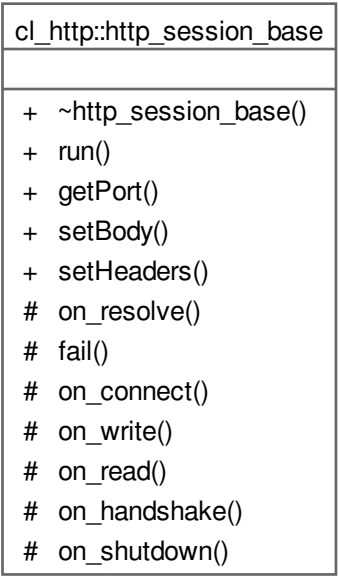 cl_http::http_session_base
+ ~http_session_base()
+ run()
+ getPort()
+ setBody()
+ setHeaders()
# on_resolve()
# fail()
# on_connect()
# on_write()
# on_read()
# on_handshake()
# on_shutdown()